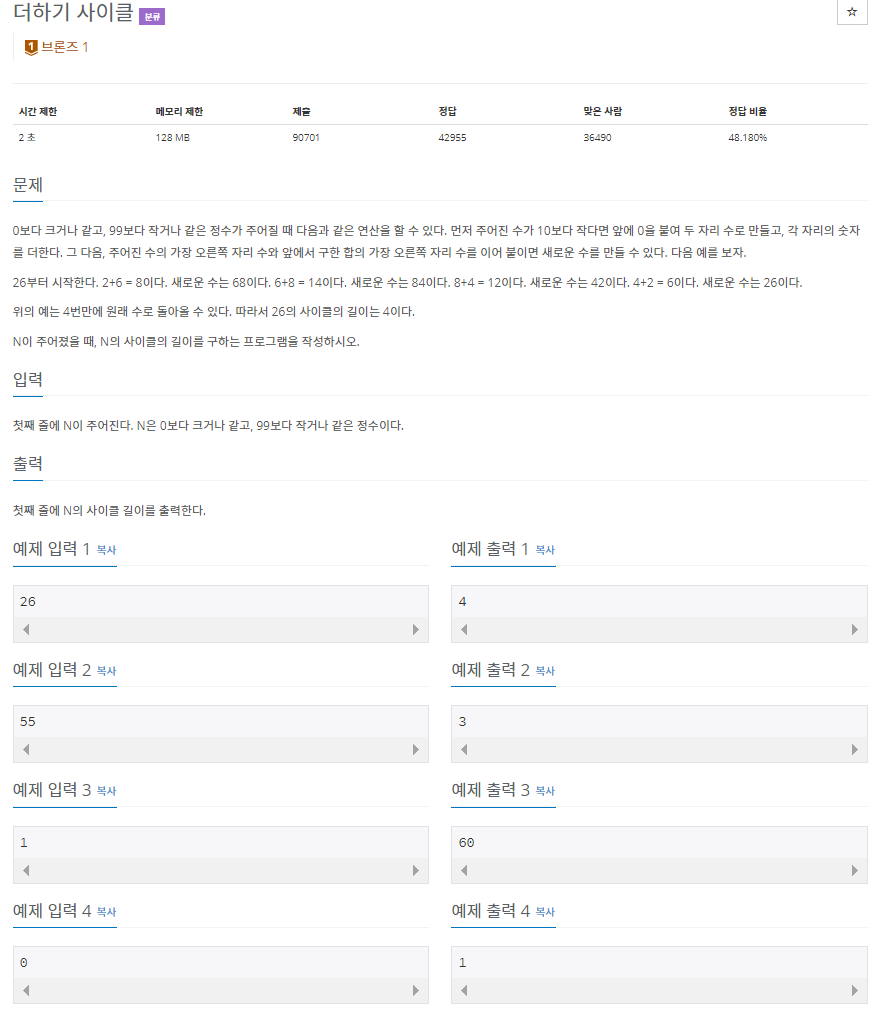 더하기 사이클 분류
☆
1 브론즈 1
시간 제한 메모리 제한 제출 정답 맞은 사람 정답 비율
2 초 128 MB 90701 42955 36490 48.180%
문제
0보다 크거나 같고, 99보다 작거나 같은 정수가 주어질 때 다음과 같은 연산을 할 수 있다. 먼저 주어진 수가 10보다 작다면 앞에 0을 붙여 두 자리 수로 만들고, 각 자리의 숫자
를 더한다. 그 다음, 주어진 수의 가장 오른쪽 자리 수와 앞에서 구한 합의 가장 오른쪽 자리 수를 이어 붙이면 새로운 수를 만들 수 있다. 다음 예를 보자.
26부터 시작한다. 2+6 = 8이다. 새로운 수는 68이다. 6+8 = 14이다. 새로운 수는 84이다. 8+4 = 12이다. 새로운 수는 42이다. 4+2 = 6이다. 새로운 수는 26이다.
위의 예는 4번만에 원래 수로 돌아올 수 있다. 따라서 26의 사이클의 길이는 4이다.
N이 주어졌을 때, N의 사이클의 길이를 구하는 프로그램을 작성하시오.
입력
첫째 줄에 N이 주어진다. N은 0보다 크거나 같고, 99보다 작거나 같은 정수이다.
출력
첫째 줄에 N의 사이클 길이를 출력한다.
예제 입력 1 복사
26
예제 출력 1 복사
4
예제 입력 2 복사
55
예제 출력 2 복사
3
예제 입력 3 복사
1
예제 출력 3 복사
60
예제 입력 4 복사
0
예제 출력 4 복사
1